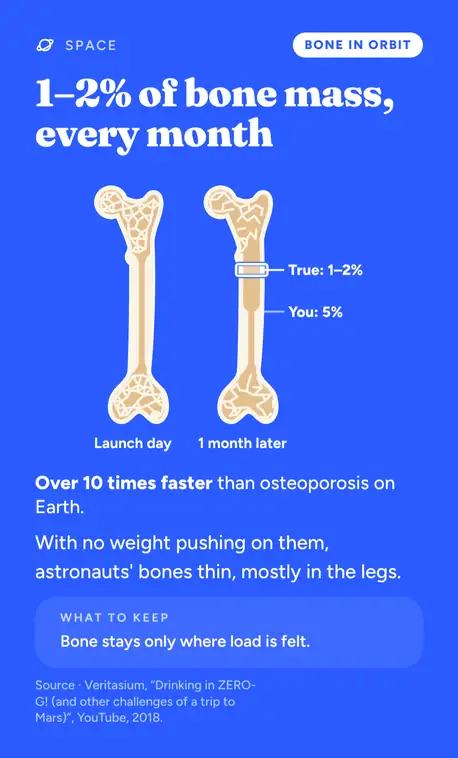 SPACE
BONE IN ORBIT
1–2% of bone mass,
every month
True: 1–2%
You: 5%
Launch day
1 month later
Over 10 times faster than osteoporosis on
Earth.
With no weight pushing on them,
astronauts' bones thin, mostly in the legs.
WHAT TO KEEP
Bone stays only where load is felt.
Source · Veritasium, “Drinking in ZERO-
G! (and other challenges of a trip to
Mars)”, YouTube, 2018.